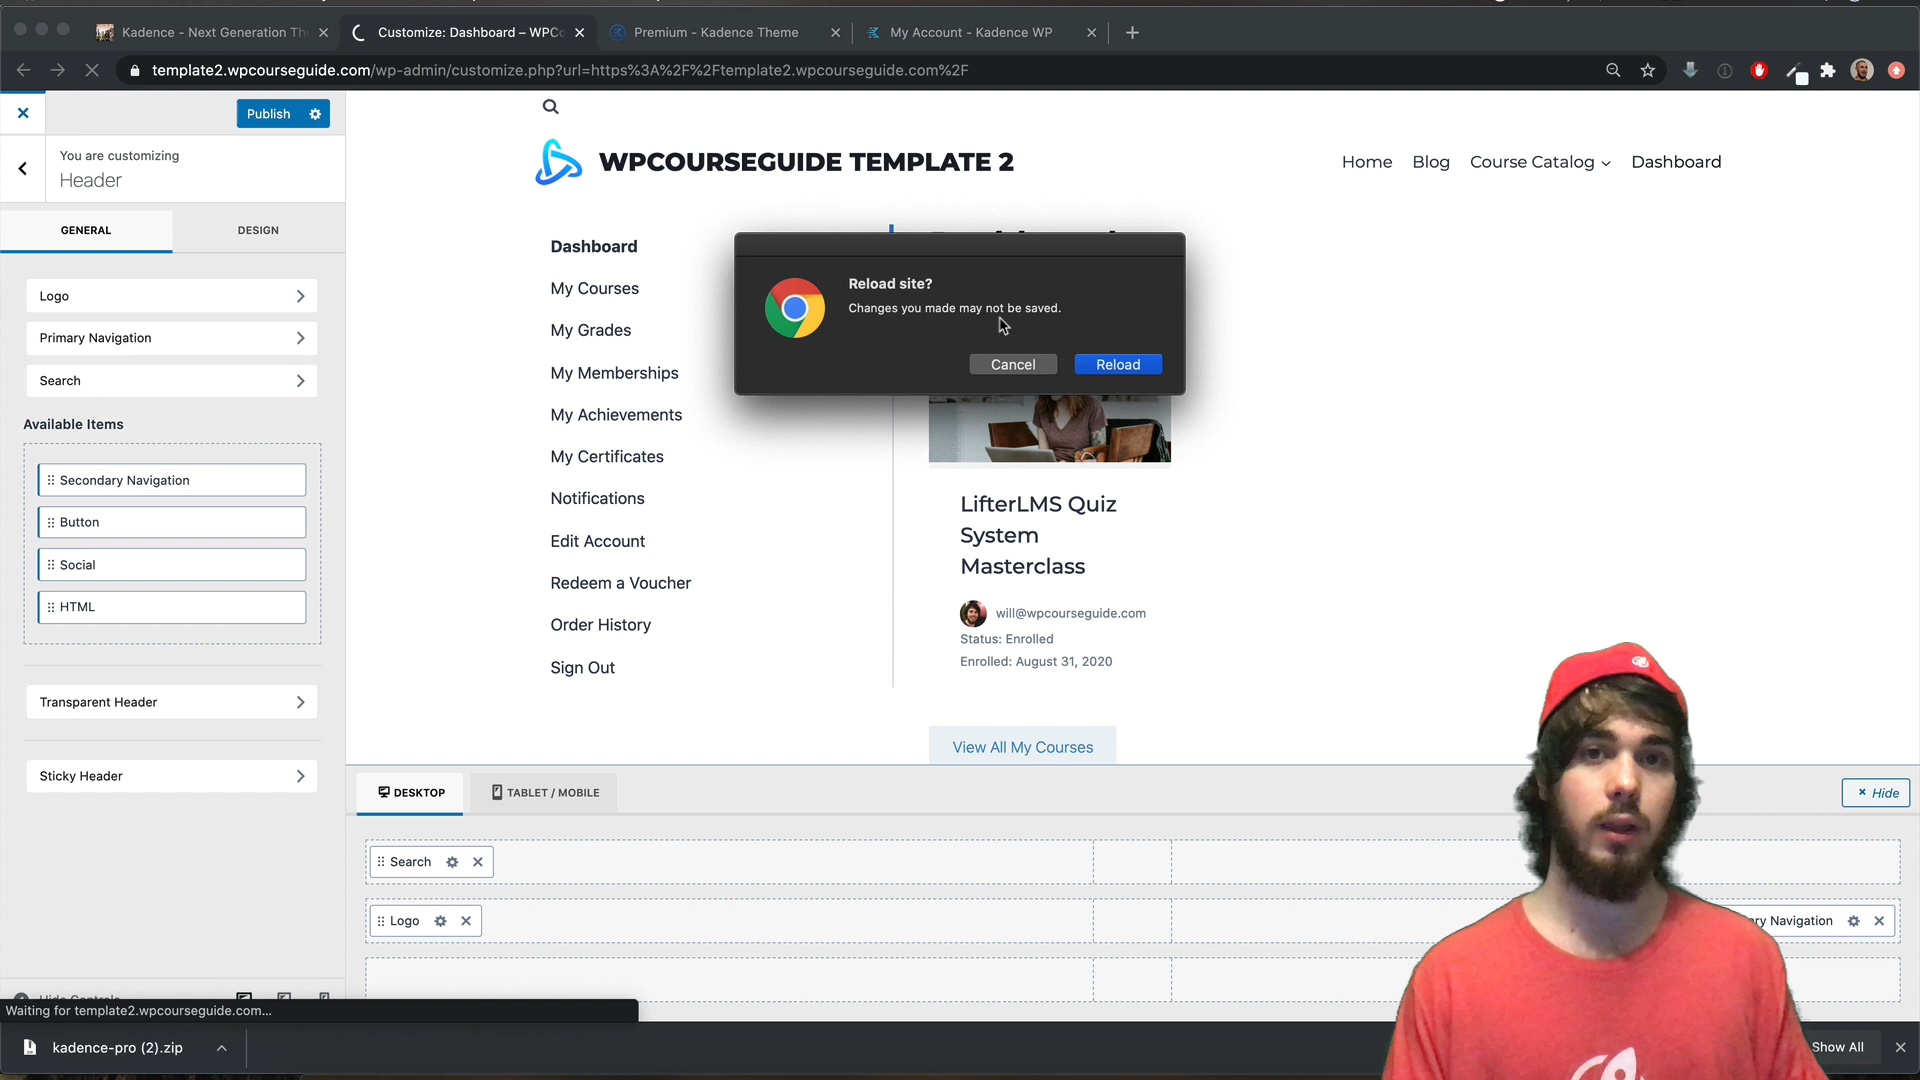 Kadence - Next Generation Th
Customize: Dashboard – WPCo
Premium - Kadence Theme
My Account - Kadence WP
template2.wpcourseguide.com/wp-admin/customize.php?url=https%3A%2F%2Ftemplate2.wpcourseguide.com%2F
Publish
You are customizing
Header
GENERAL
DESIGN
Logo
Primary Navigation
Search
Available Items
Secondary Navigation
Button
Social
HTML
Transparent Header
Sticky Header
WPCOURSEGUIDE TEMPLATE 2
Home
Blog
Course Catalog
Dashboard
Dashboard
My Courses
My Grades
My Memberships
My Achievements
My Certificates
Notifications
Edit Account
Redeem a Voucher
Order History
Sign Out
Reload site?
Changes you made may not be saved.
Cancel
Reload
LifterLMS Quiz
System
Masterclass
will@wpcourseguide.com
Status: Enrolled
Enrolled: August 31, 2020
View All My Courses
DESKTOP
TABLET / MOBILE
Hide
Search
Logo
ry Navigation
Waiting for template2.wpcourseguide.com...
kadence-pro (2).zip
Show All